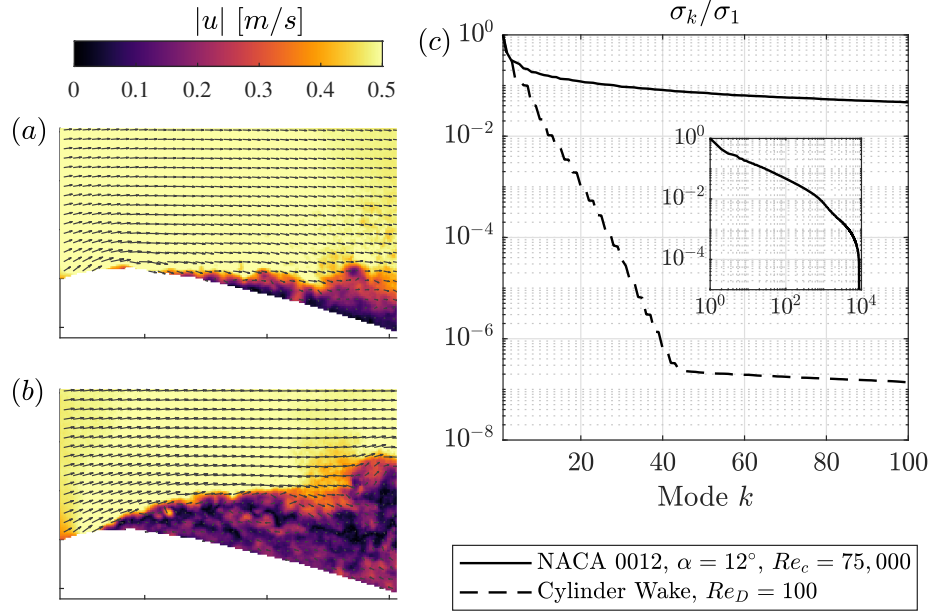 |u| [m/s]
0 0.1 0.2 0.3 0.4 0.5
(a)
(b)
(c)
σ_k/σ_1
10^0
10^-2
10^-4
10^-6
10^-8
10^0
10^-2
10^-4
10^0 10^2 10^4
20 40 60 80 100
Mode k
NACA 0012, α = 12°, Re_c = 75,000
Cylinder Wake, Re_D = 100